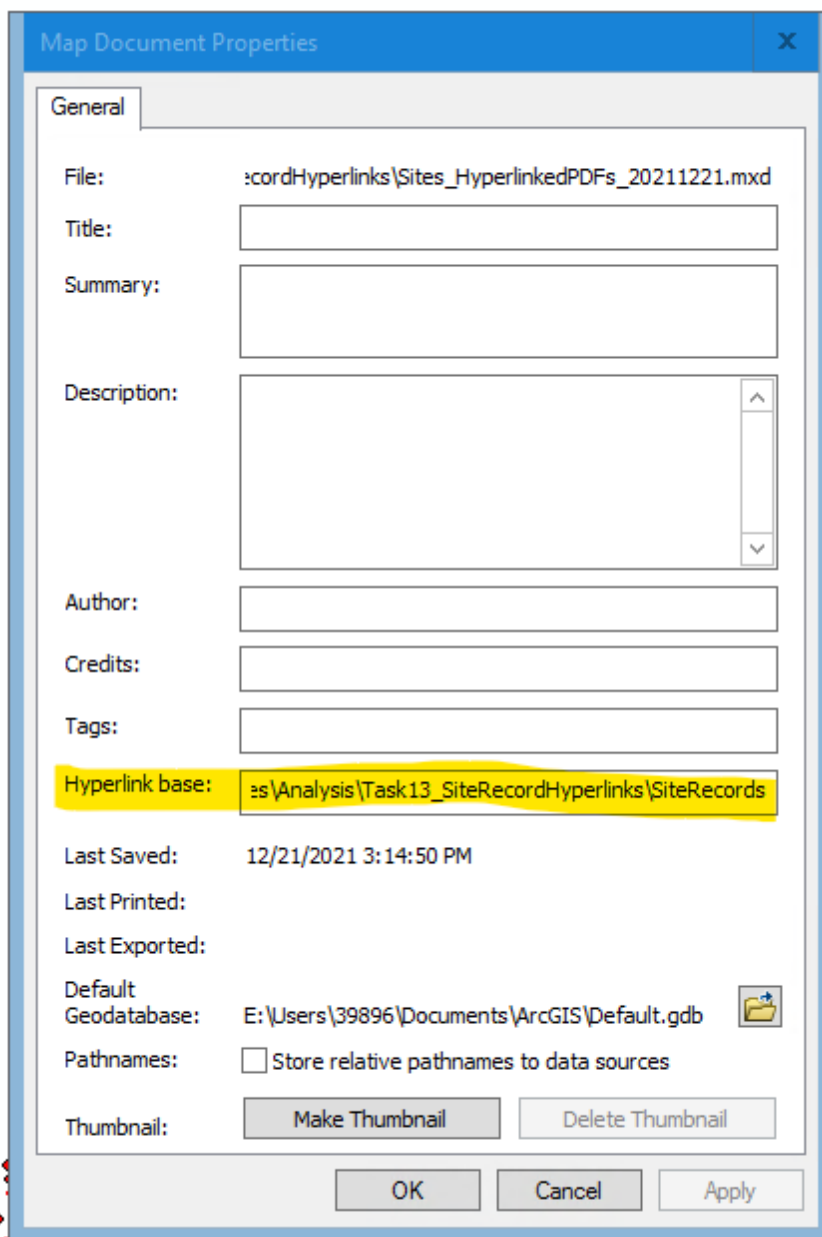 Map Document Properties
General
File: :cordHyperlinks\Sites_HyperlinkedPDFs_20211221.mxd
Title:
Summary:
Description:
Author:
Credits:
Tags:
Hyperlink base: es\Analysis\Task13_SiteRecordHyperlinks\SiteRecords
Last Saved: 12/21/2021 3:14:50 PM
Last Printed:
Last Exported:
Default
Geodatabase: E:\Users\39896\Documents\ArcGIS\Default.gdb
Pathnames: Store relative pathnames to data sources
Thumbnail: Make Thumbnail Delete Thumbnail
OK Cancel Apply